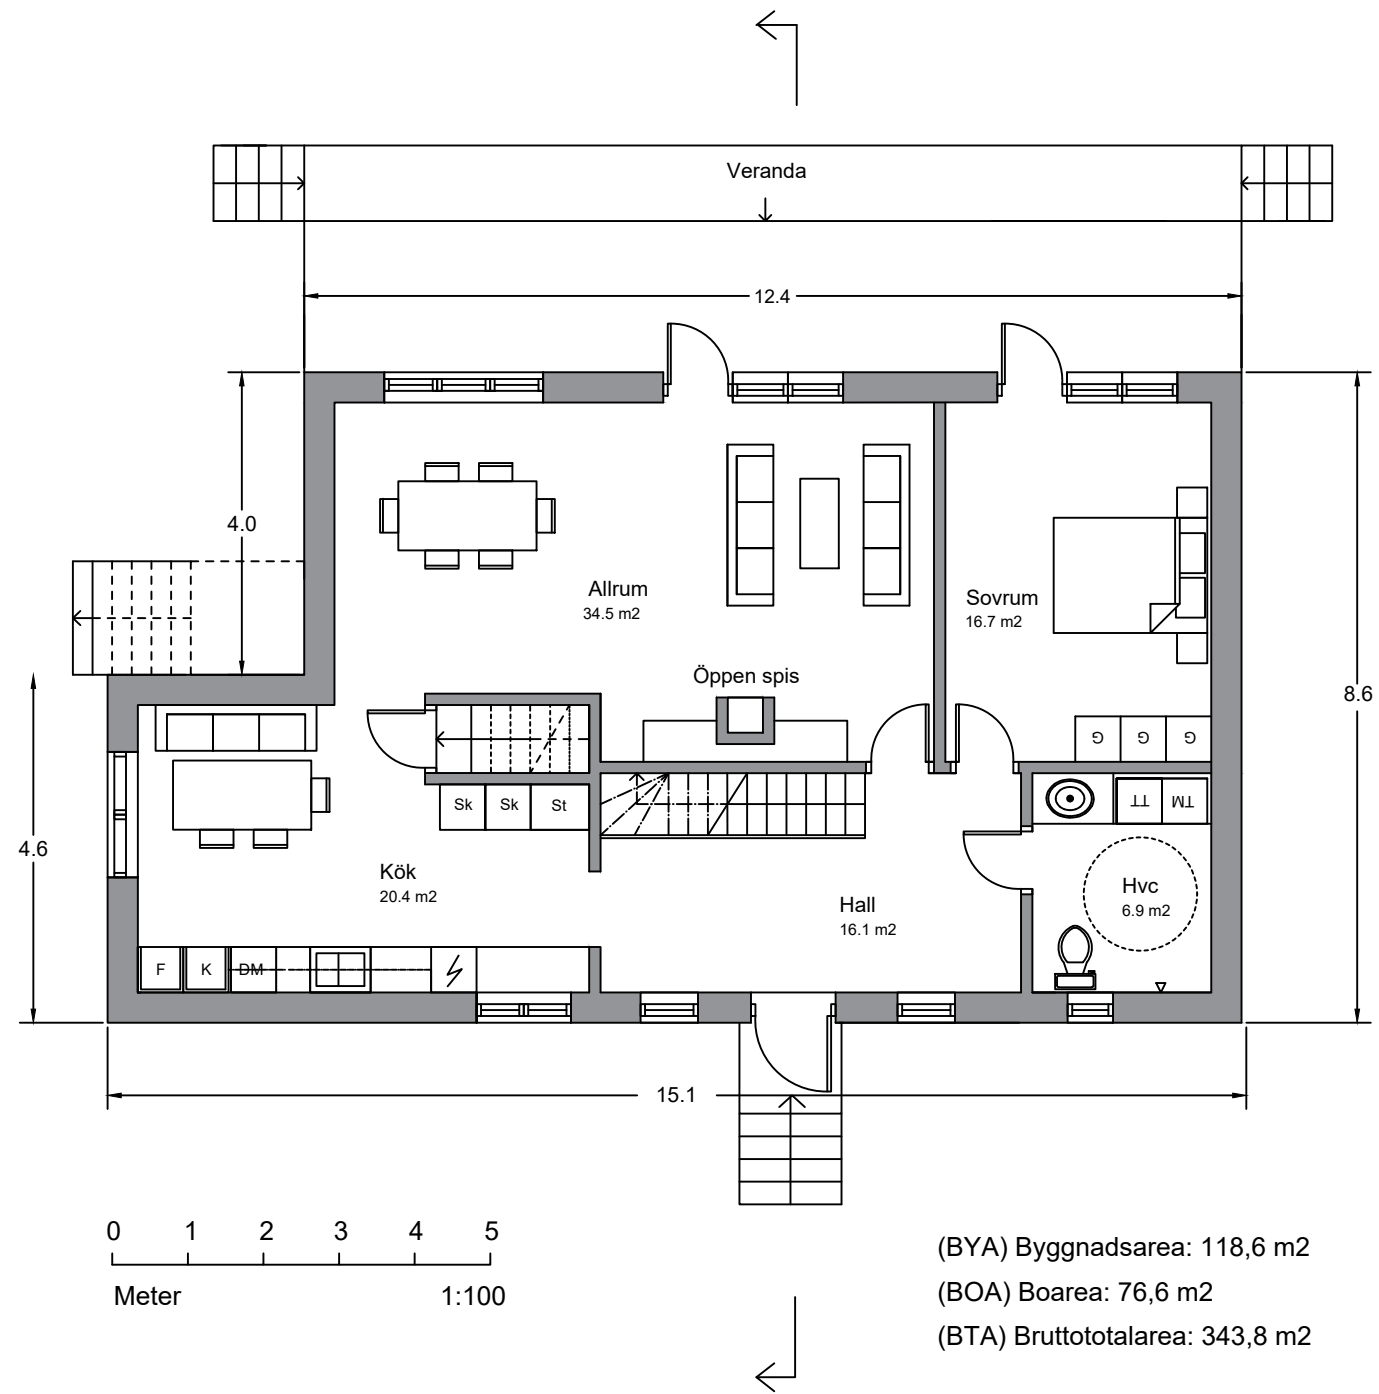 Veranda
12.4
4.0
Allrum
34.5 m2
Sovrum
16.7 m2
Öppen spis
8.6
G G G
Sk Sk St
TT TM
4.6
Kök
20.4 m2
Hvc
6.9 m2
Hall
16.1 m2
F K DM
15.1
0 1 2 3 4 5
Meter 1:100
(BYA) Byggnadsarea: 118,6 m2
(BOA) Boarea: 76,6 m2
(BTA) Bruttototalarea: 343,8 m2